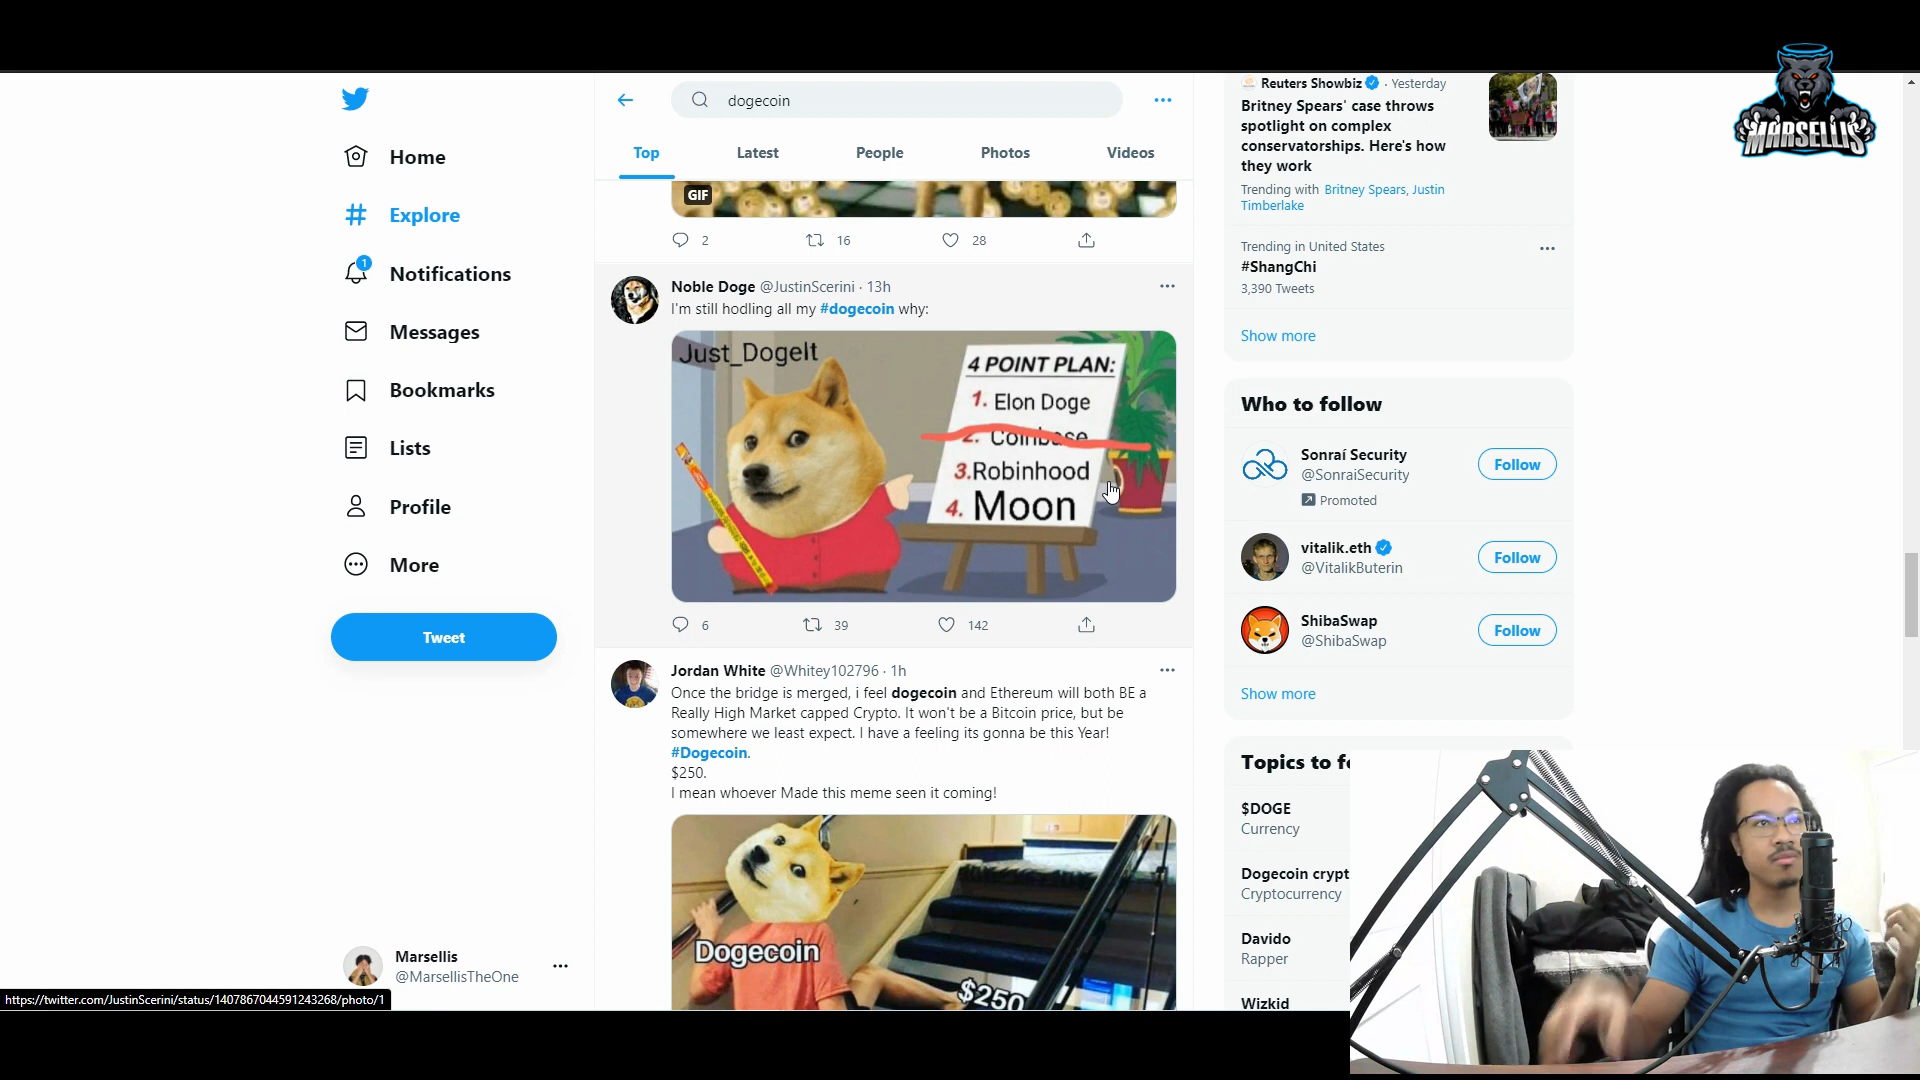 MARSELLIS
Home
Explore
1
Notifications
Messages
Bookmarks
Lists
Profile
More
Tweet
Marsellis
@MarsellisTheOne
https://twitter.com/JustinScerini/status/1407867044591243268/photo/1
dogecoin
Top
Latest
People
Photos
Videos
GIF
2
16
28
Noble Doge @JustinScerini · 13h
I'm still hodling all my #dogecoin why:
Just_DogeIt
4 POINT PLAN:
1. Elon Doge
2. Coinbase
3.Robinhood
4. Moon
6
39
142
Jordan White @Whitey102796 · 1h
Once the bridge is merged, i feel dogecoin and Ethereum will both BE a
Really High Market capped Crypto. It won't be a Bitcoin price, but be
somewhere we least expect. I have a feeling its gonna be this Year!
#Dogecoin.
$250.
I mean whoever Made this meme seen it coming!
Dogecoin
$250
Reuters Showbiz · Yesterday
Britney Spears' case throws
spotlight on complex
conservatorships. Here's how
they work
Trending with Britney Spears, Justin
Timberlake
Trending in United States
#ShangChi
3,390 Tweets
Show more
Who to follow
Sonraí Security
@SonraiSecurity
Promoted
Follow
vitalik.eth
@VitalikButerin
Follow
ShibaSwap
@ShibaSwap
Follow
Show more
Topics to f
$DOGE
Currency
Dogecoin crypt
Cryptocurrency
Davido
Rapper
Wizkid